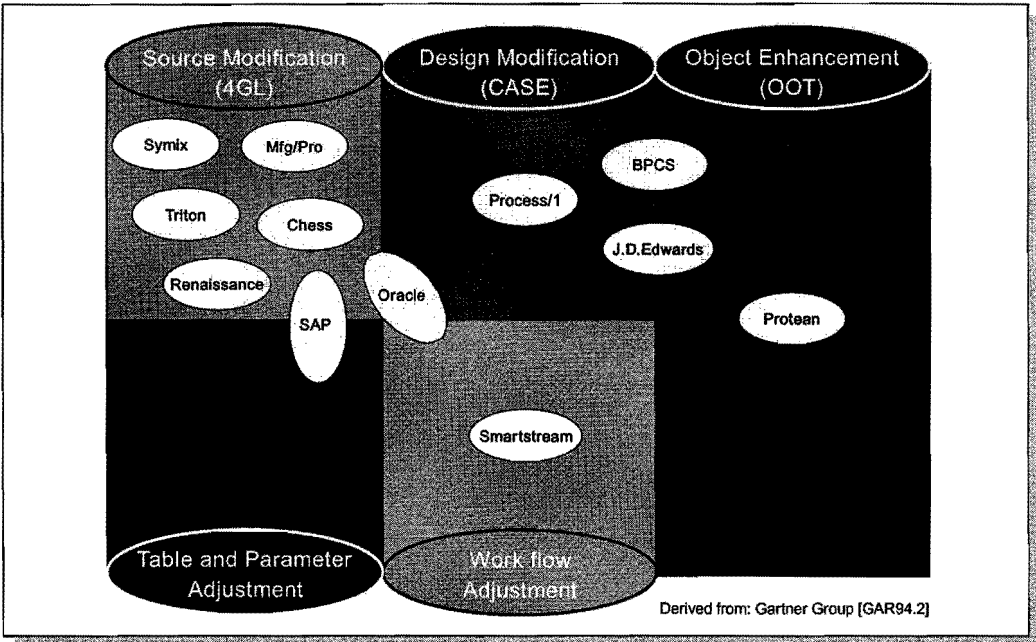 Source Modification
(4GL)
Design Modification
(CASE)
Object Enhancement
(OOT)
Symix
Mfg/Pro
BPCS
Process/1
Triton
Chess
J.D.Edwards
Renaissance
Oracle
SAP
Protean
Smartstream
Table and Parameter
Adjustment
Work flow
Adjustment
Derived from: Gartner Group [GAR94.2]